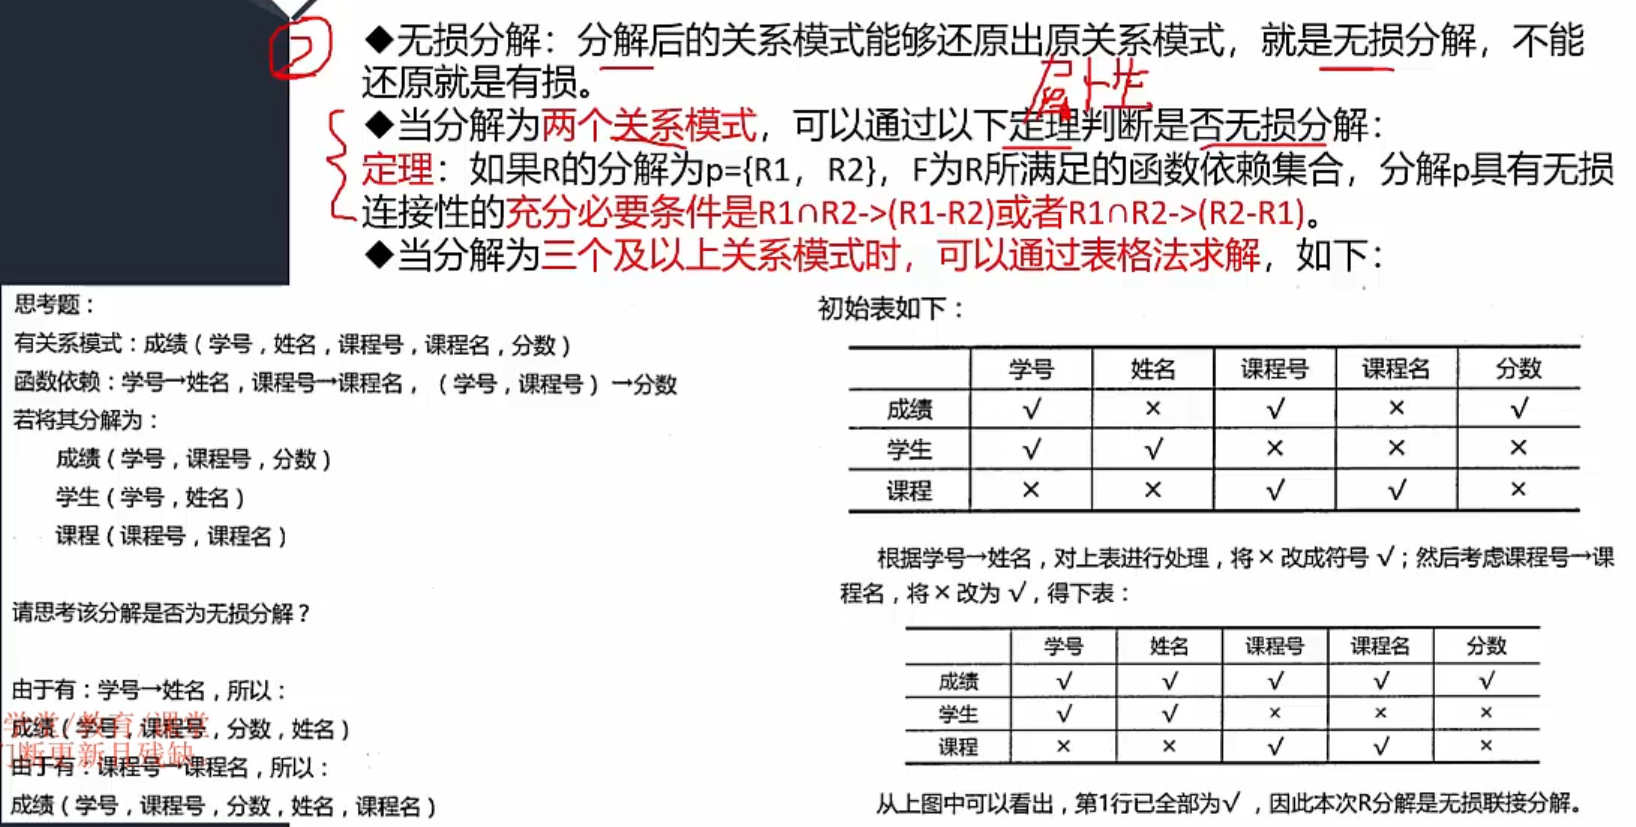 2
◆无损分解：分解后的关系模式能够还原出原关系模式，就是无损分解，不能
还原就是有损。
属性
◆当分解为两个关系模式，可以通过以下定理判断是否无损分解：
定理：如果R的分解为p={R1，R2}，F为R所满足的函数依赖集合，分解p具有无损
连接性的充分必要条件是R1∩R2->(R1-R2)或者R1∩R2->(R2-R1)。
◆当分解为三个及以上关系模式时，可以通过表格法求解，如下：
思考题：
有关系模式：成绩（学号，姓名，课程号，课程名，分数）
函数依赖：学号→姓名，课程号→课程名，（学号，课程号）→分数
若将其分解为：
成绩（学号，课程号，分数）
学生（学号，姓名）
课程（课程号，课程名）
请思考该分解是否为无损分解？
由于有：学号→姓名，所以：
成绩（学号，课程号，分数，姓名）
由于有：课程号→课程名，所以：
成绩（学号，课程号，分数，姓名，课程名）
学堂/教育/课堂
门断更新且残缺
初始表如下：
学号 姓名 课程号 课程名 分数
成绩 √ × √ × √
学生 √ √ × × ×
课程 × × √ √ ×
根据学号→姓名，对上表进行处理，将×改成符号√；然后考虑课程号→课
程名，将×改为√，得下表：
学号 姓名 课程号 课程名 分数
成绩 √ √ √ √ √
学生 √ √ × × ×
课程 × × √ √ ×
从上图中可以看出，第1行已全部为√，因此本次R分解是无损联接分解。